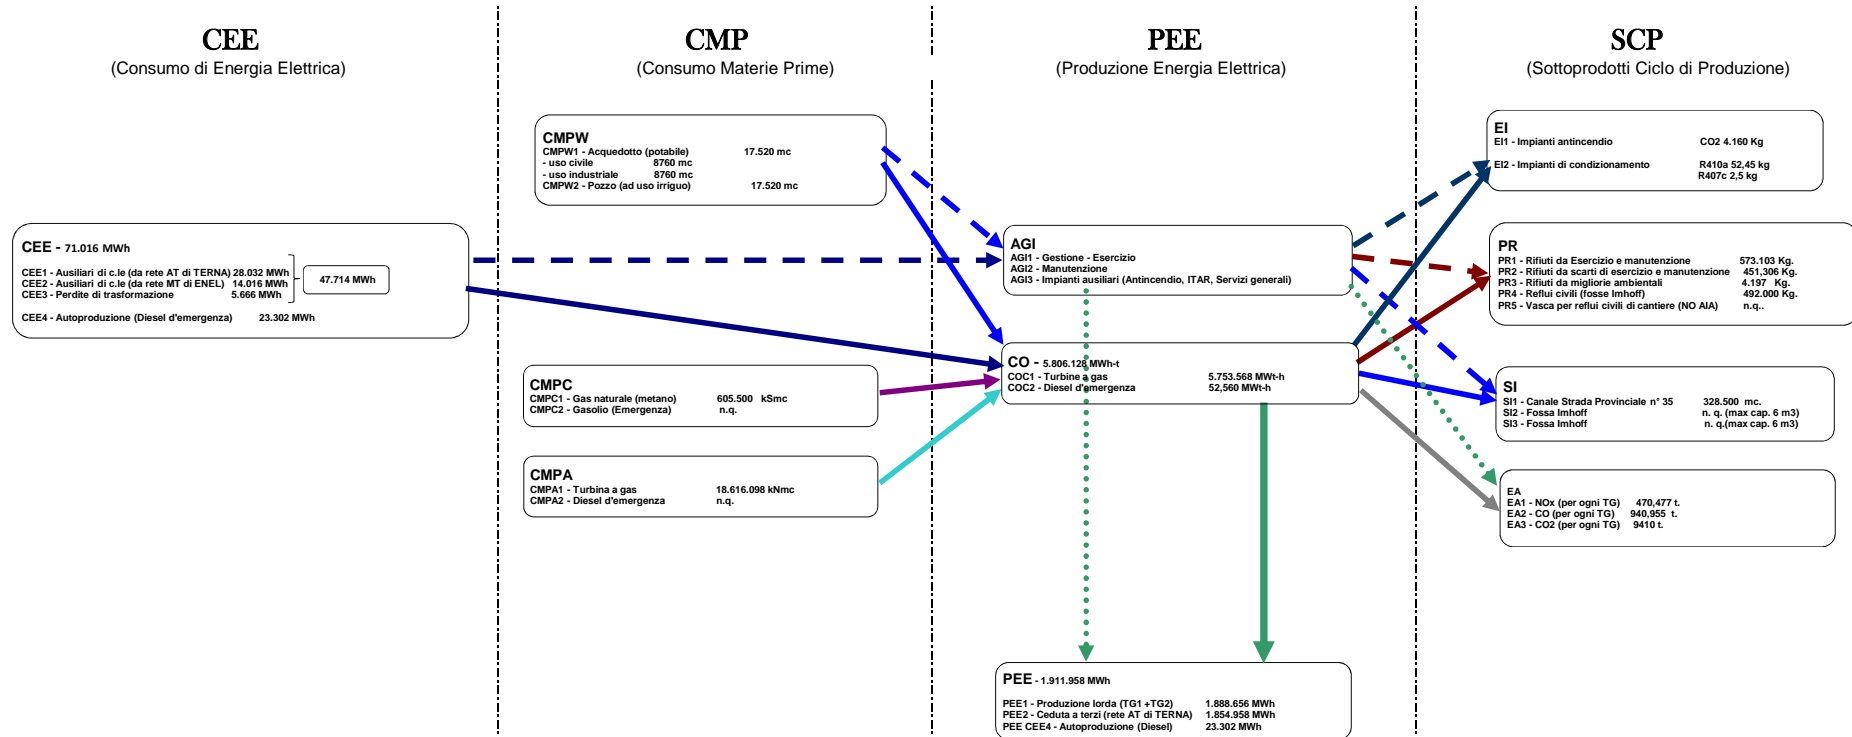 CEE
(Consumo di Energia Elettrica)
CMP
(Consumo Materie Prime)
PEE
(Produzione Energia Elettrica)
SCP
(Sottoprodotti Ciclo di Produzione)
CEE - 71.016 MWh
CEE1 - Ausiliari di c.le (da rete AT di TERNA) 28.032 MWh
CEE2 - Ausiliari di c.le (da rete MT di ENEL) 14.016 MWh
CEE3 - Perdite di trasformazione 5.666 MWh
47.714 MWh
CEE4 - Autoproduzione (Diesel d'emergenza) 23.302 MWh
CMPW
CMPW1 - Acquedotto (potabile) 17.520 mc
- uso civile 8760 mc
- uso industriale 8760 mc
CMPW2 - Pozzo (ad uso irriguo) 17.520 mc
CMPC
CMPC1 - Gas naturale (metano) 605.500 kSmc
CMPC2 - Gasolio (Emergenza) n.q.
CMPA
CMPA1 - Turbina a gas 18.616.098 kNmc
CMPA2 - Diesel d'emergenza n.q.
AGI
AGI1 - Gestione - Esercizio
AGI2 - Manutenzione
AGI3 - Impianti ausiliari (Antincendio, ITAR, Servizi generali)
CO - 5.806.128 MWh-t
COC1 - Turbine a gas 5.753.568 MWt-h
COC2 - Diesel d'emergenza 52,560 MWt-h
PEE - 1.911.958 MWh
PEE1 - Produzione lorda (TG1 +TG2) 1.888.656 MWh
PEE2 - Ceduta a terzi (rete AT di TERNA) 1.854.958 MWh
PEE CEE4 - Autoproduzione (Diesel) 23.302 MWh
EI
EI1 - Impianti antincendio CO2 4.160 Kg
EI2 - Impianti di condizionamento R410a 52,45 kg
R407c 2,5 kg
PR
PR1 - Rifiuti da Esercizio e manutenzione 573.103 Kg.
PR2 - Rifiuti da scarti di esercizio e manutenzione 451,306 Kg.
PR3 - Rifiuti da migliorie ambientali 4.197 Kg.
PR4 - Reflui civili (fosse Imhoff) 492.000 Kg.
PR5 - Vasca per reflui civili di cantiere (NO AIA) n.q..
SI
SI1 - Canale Strada Provinciale n° 35 328.500 mc.
SI2 - Fossa Imhoff n. q.(max cap. 6 m3)
SI3 - Fossa Imhoff n. q.(max cap. 6 m3)
EA
EA1 - NOx (per ogni TG) 470,477 t.
EA2 - CO (per ogni TG) 940,955 t.
EA3 - CO2 (per ogni TG) 9410 t.